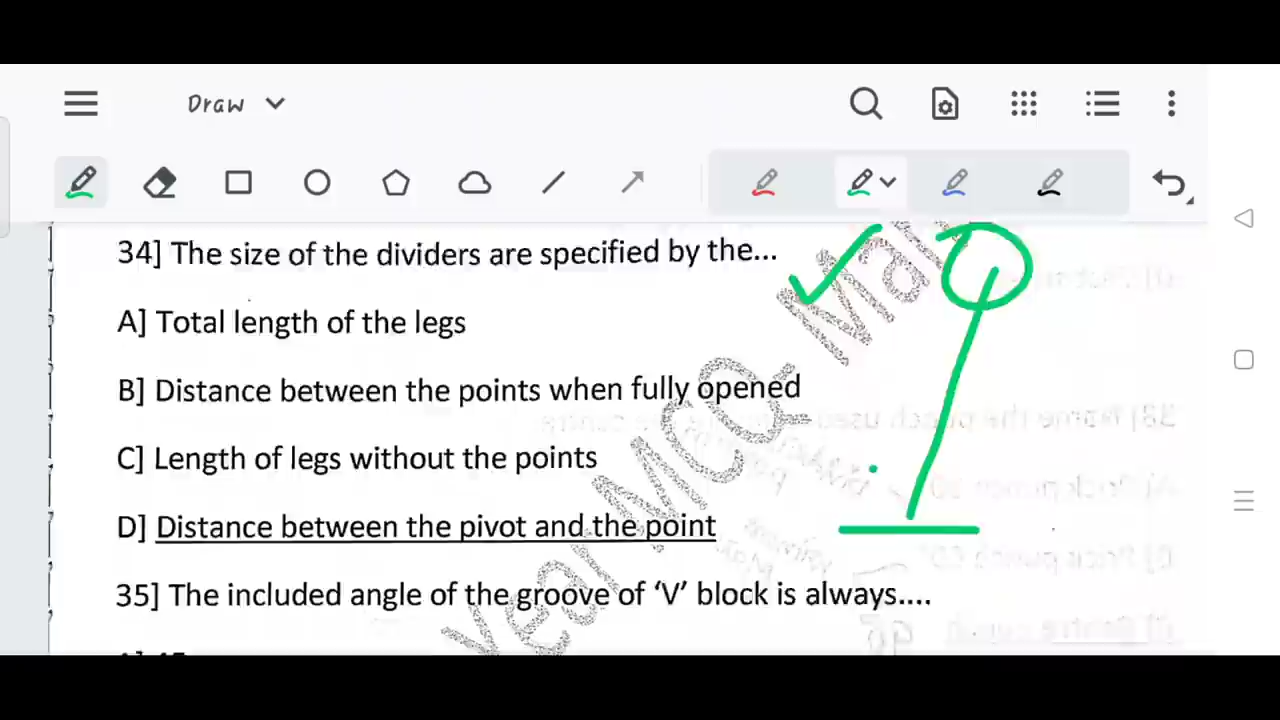 Draw
34] The size of the dividers are specified by the...
A] Total length of the legs
B] Distance between the points when fully opened
C] Length of legs without the points
D] Distance between the pivot and the point
35] The included angle of the groove of ‘V’ block is always....
Year MCQ